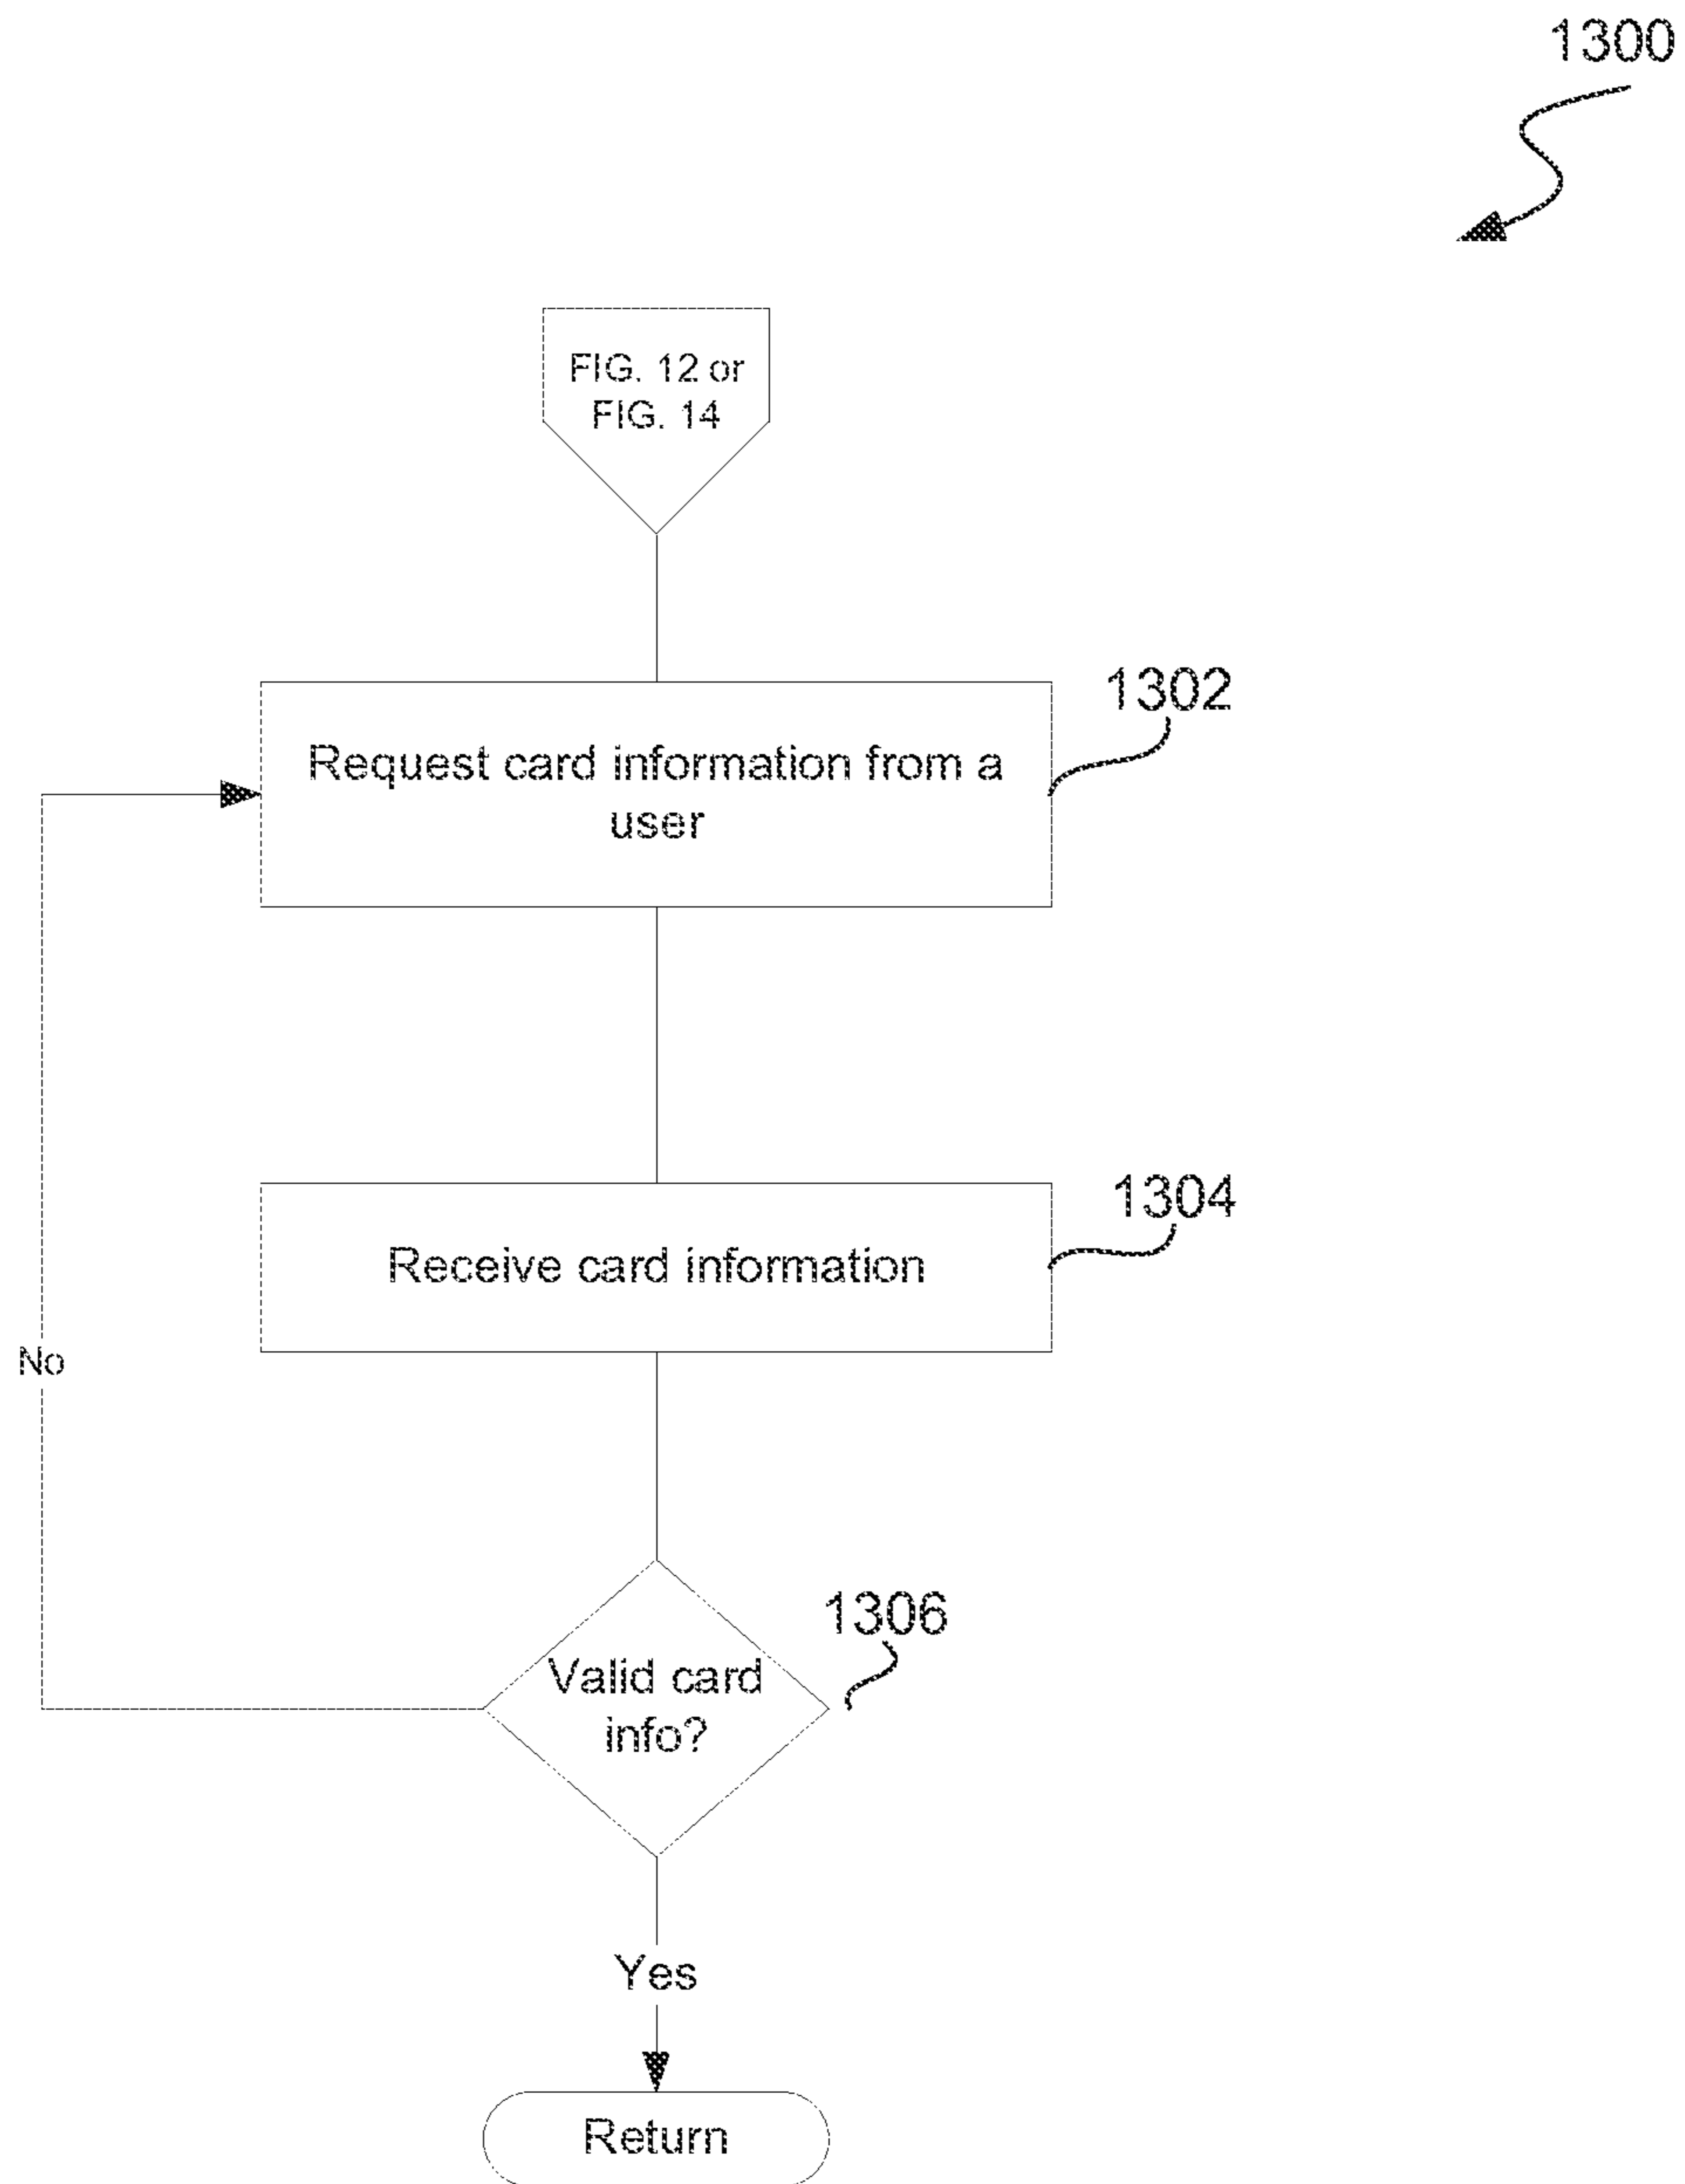 1300
FIG. 12 or
FIG. 14
1302
Request card information from a
user
1304
Receive card information
No
1306
Valid card
info?
Yes
Return